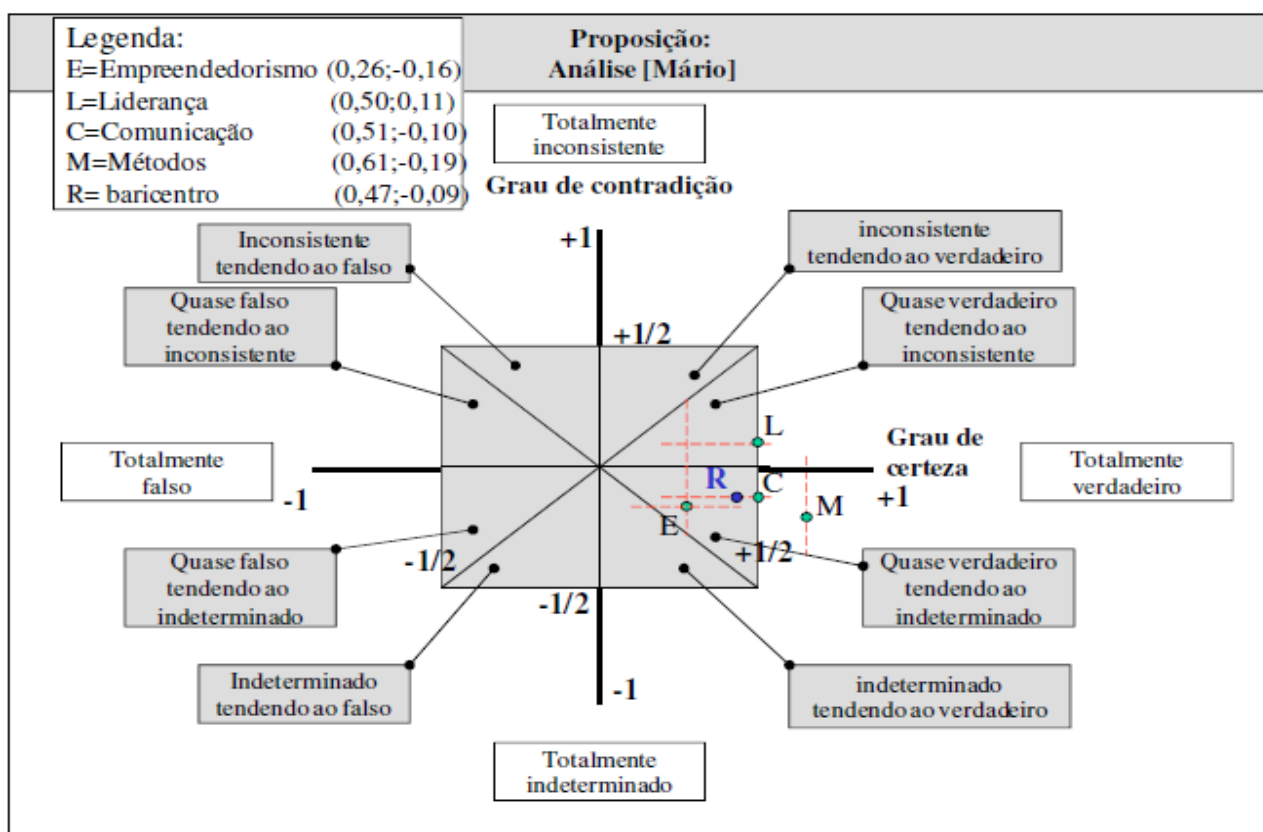 Legenda:
E=Empreendedorismo (0,26;-0,16)
L=Liderança (0,50;0,11)
C=Comunicação (0,51;-0,10)
M=Métodos (0,61;-0,19)
R= baricentro (0,47;-0,09)
Proposição:
Análise [Mário]
Totalmente
inconsistente
Grau de contradição
Inconsistente
tendendo ao falso
+1
inconsistente
tendendo ao verdadeiro
Quase falso
tendendo ao
inconsistente
+1/2
Quase verdadeiro
tendendo ao
inconsistente
L
Totalmente
falso
-1
Grau de
certeza
+1
Totalmente
verdadeiro
R
C
E
M
Quase falso
tendendo ao
indeterminado
-1/2
+1/2
Quase verdadeiro
tendendo ao
indeterminado
-1/2
Indeterminado
tendendo ao falso
-1
indeterminado
tendendo ao verdadeiro
Totalmente
indeterminado